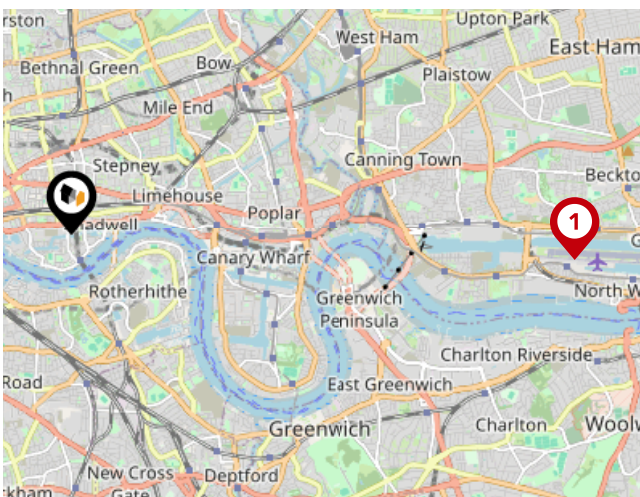 rston
Upton Park
West Ham
East Ham
Bethnal Green
Bow
Plaistow
h
Mile End
Stepney
Canning Town
Beckto
Limehouse
Poplar
1
adwell
G
Canary Wharf
Rotherhithe
Greenwich
Peninsula
North W
Charlton Riverside
Road
East Greenwich
Greenwich
Charlton
Woolw
New Cross
Gate
Deptford
ckham